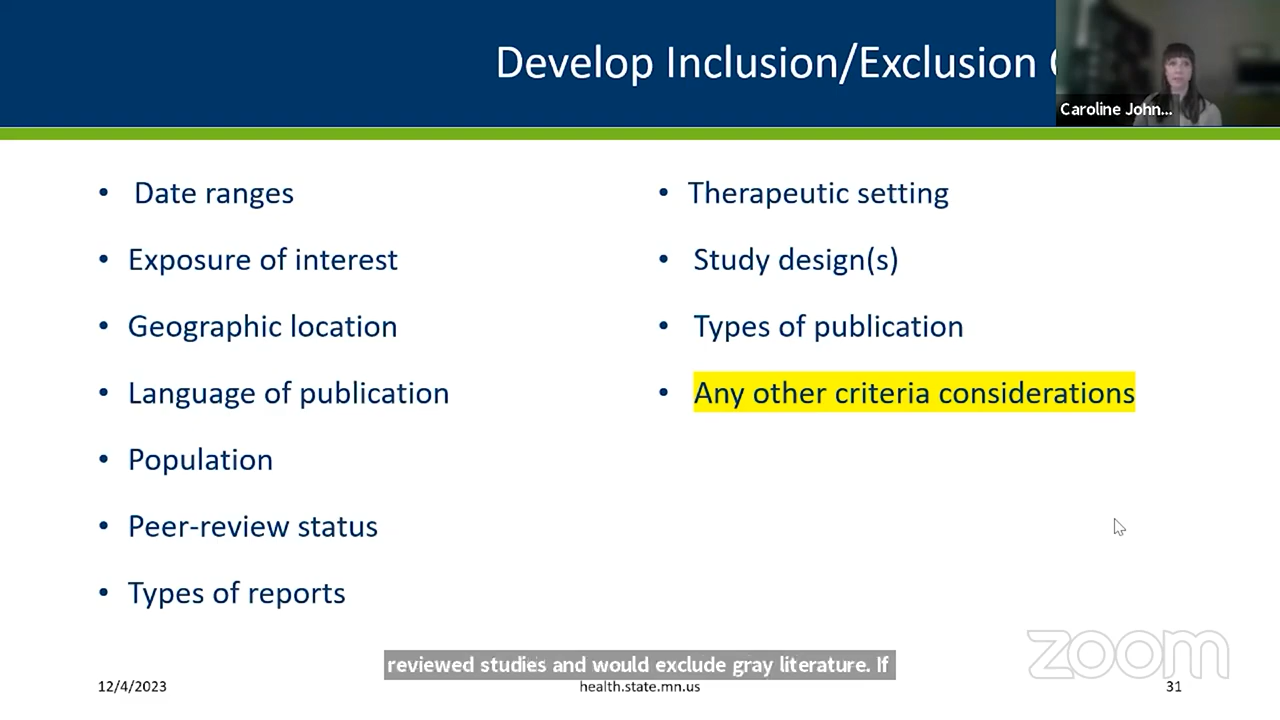 Develop Inclusion/Exclusion
Caroline John...
• Date ranges
• Exposure of interest
• Geographic location
• Language of publication
• Population
• Peer-review status
• Types of reports
• Therapeutic setting
• Study design(s)
• Types of publication
• Any other criteria considerations
reviewed studies and would exclude gray literature. If
12/4/2023
health.state.mn.us
31
zoom